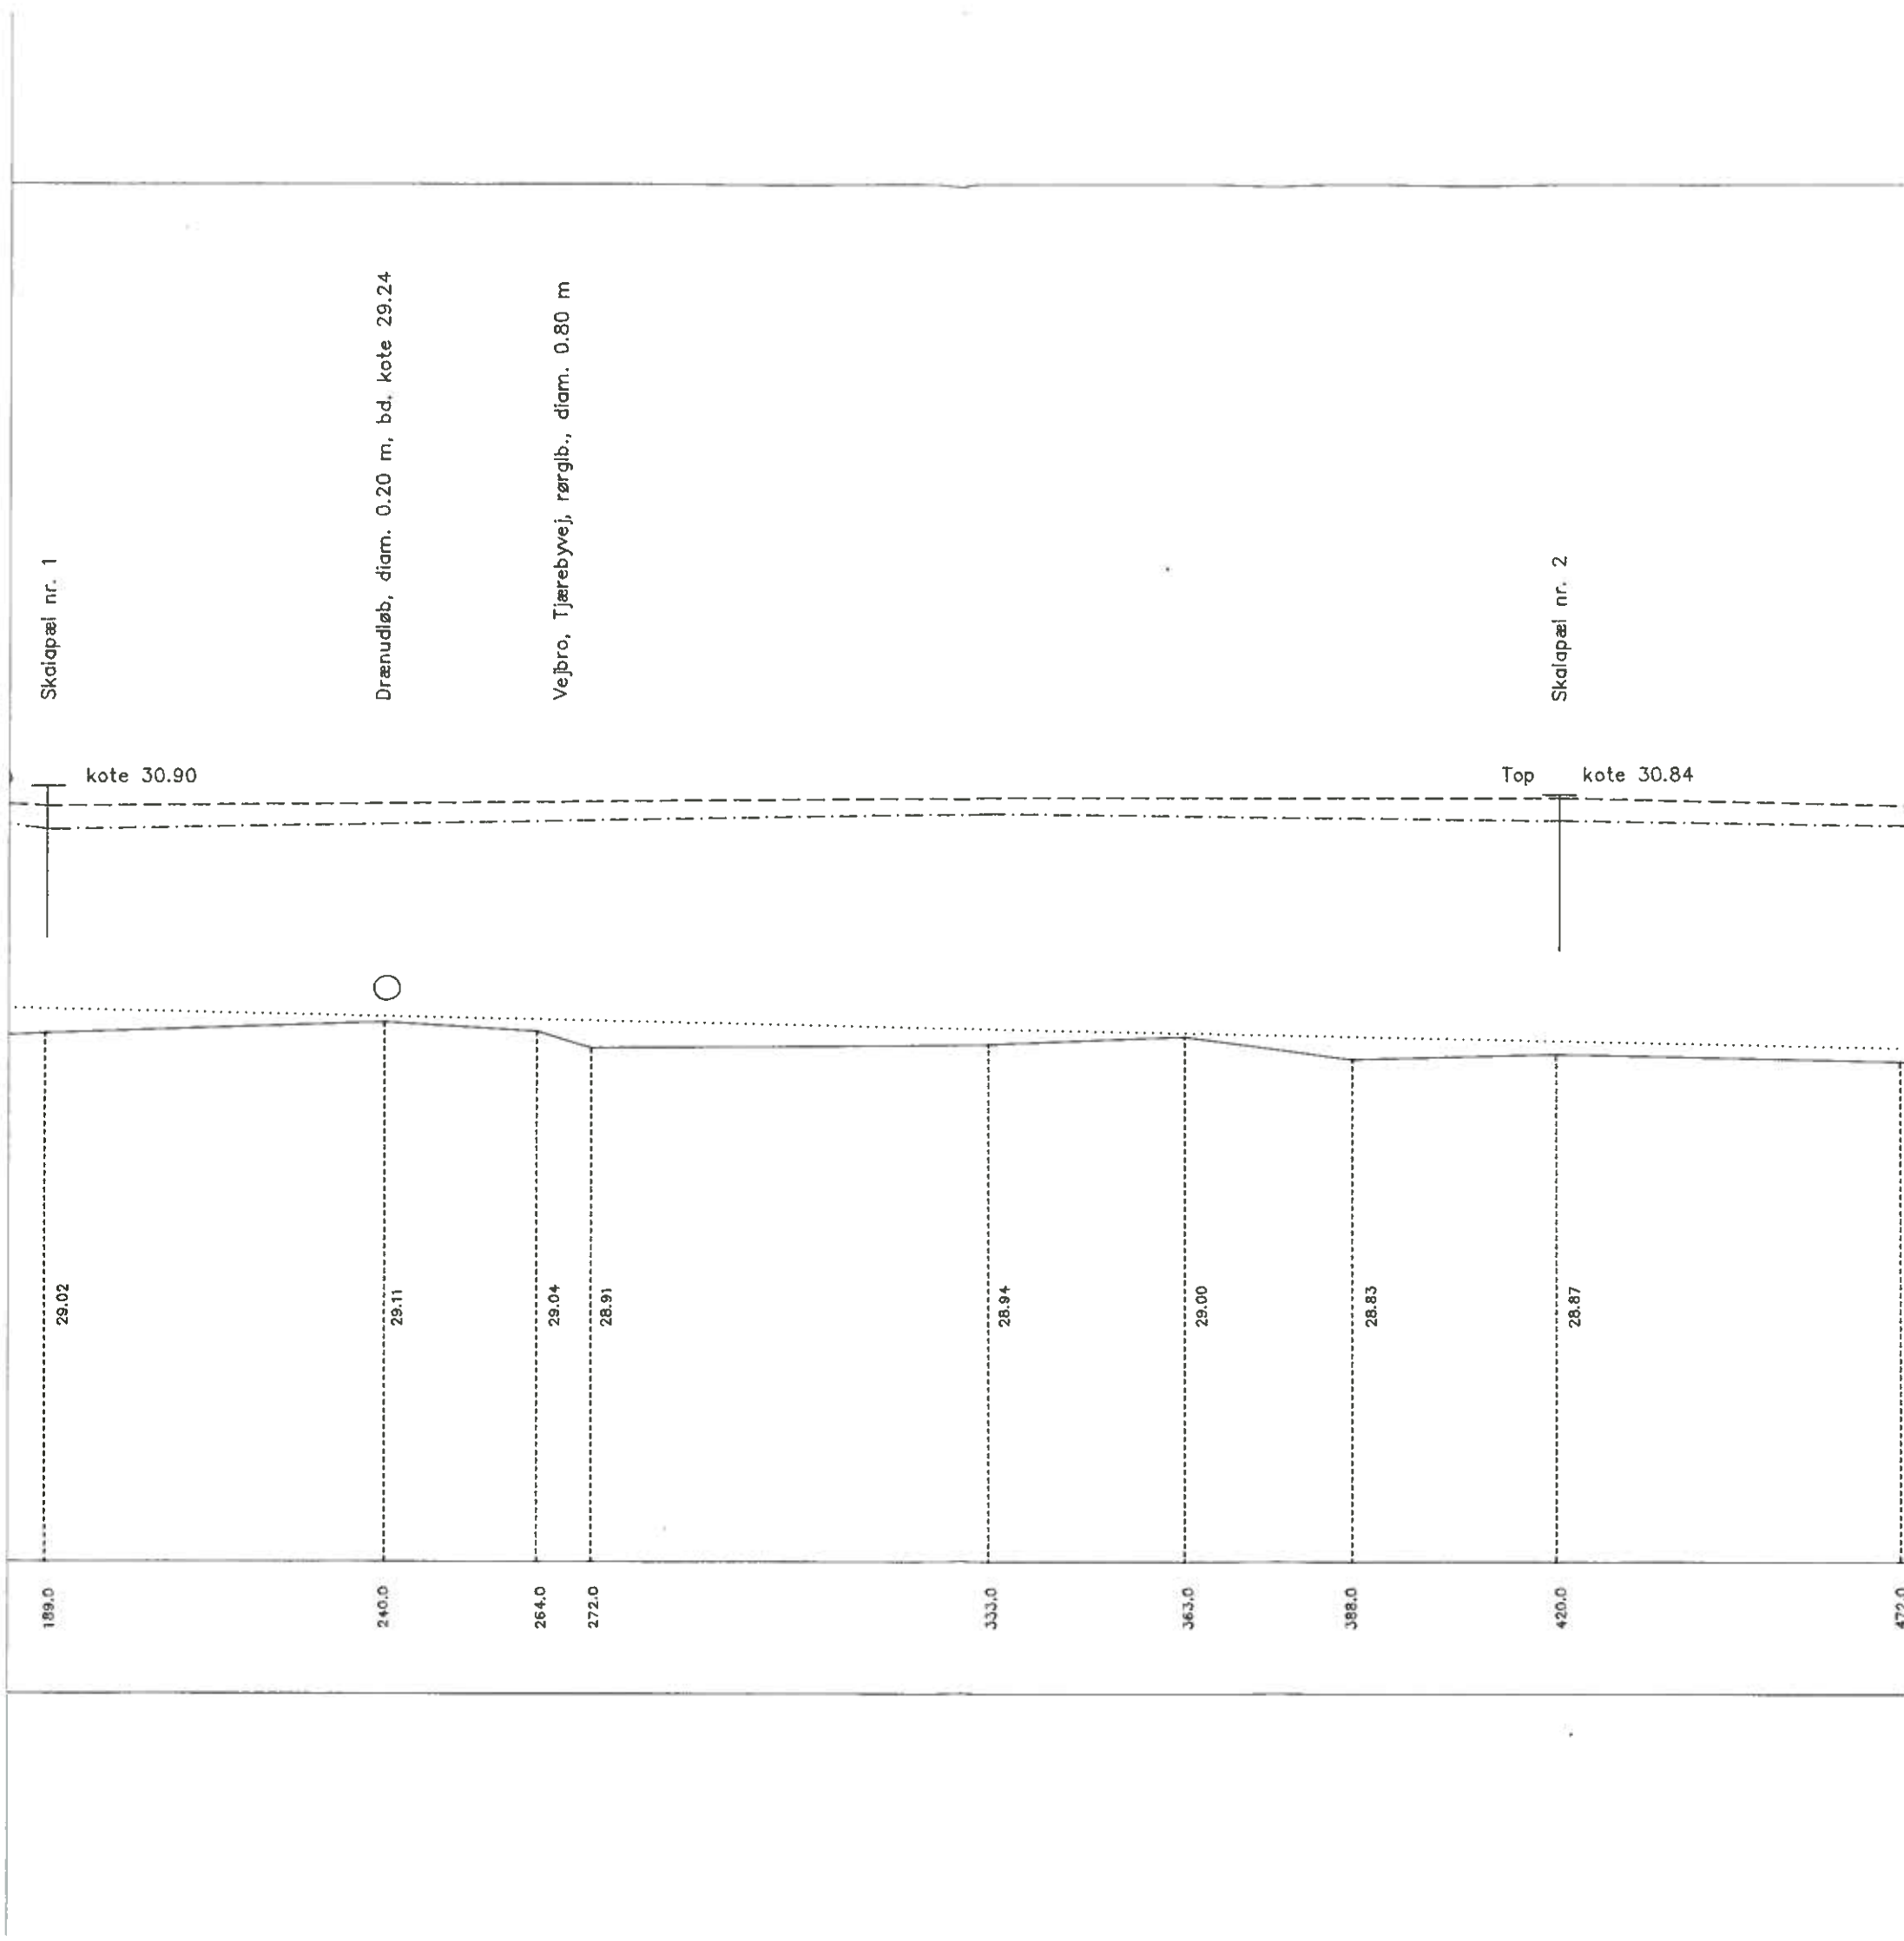 Skalapæl nr. 1
Drænudløb, diam. 0.20 m, bd. kote 29.24
Vejbro, Tjærebyvej, rørglb., diam. 0.80 m
Skalapæl nr. 2
kote 30.90
Top kote 30.84
29.02
29.11
29.04
28.91
28.94
29.00
28.83
28.87
189.0
240.0
264.0
272.0
333.0
363.0
388.0
420.0
472.0